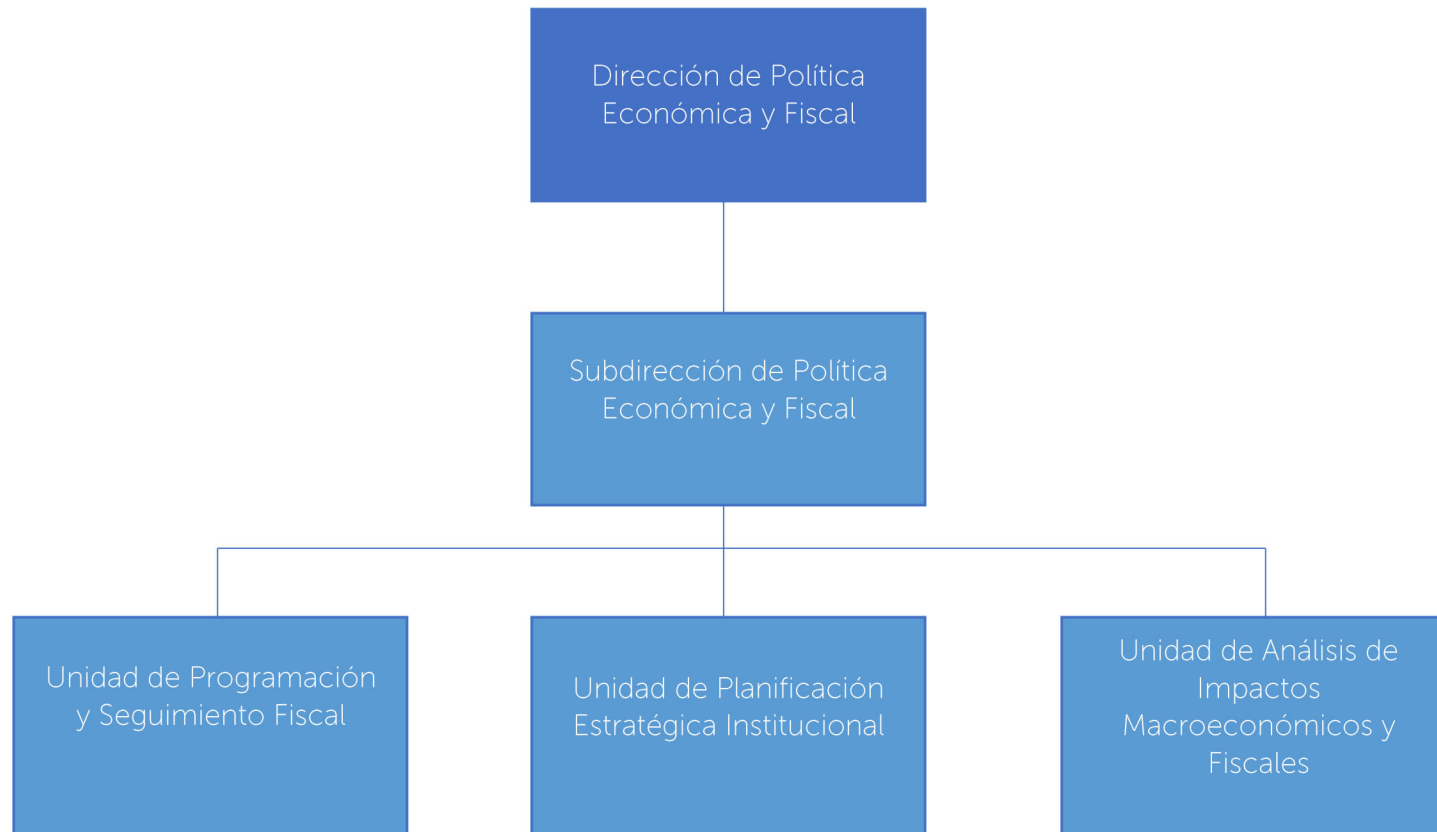 Dirección de Política
Económica y Fiscal
Subdirección de Política
Económica y Fiscal
Unidad de Programación
y Seguimiento Fiscal
Unidad de Planificación
Estratégica Institucional
Unidad de Análisis de
Impactos
Macroeconómicos y
Fiscales